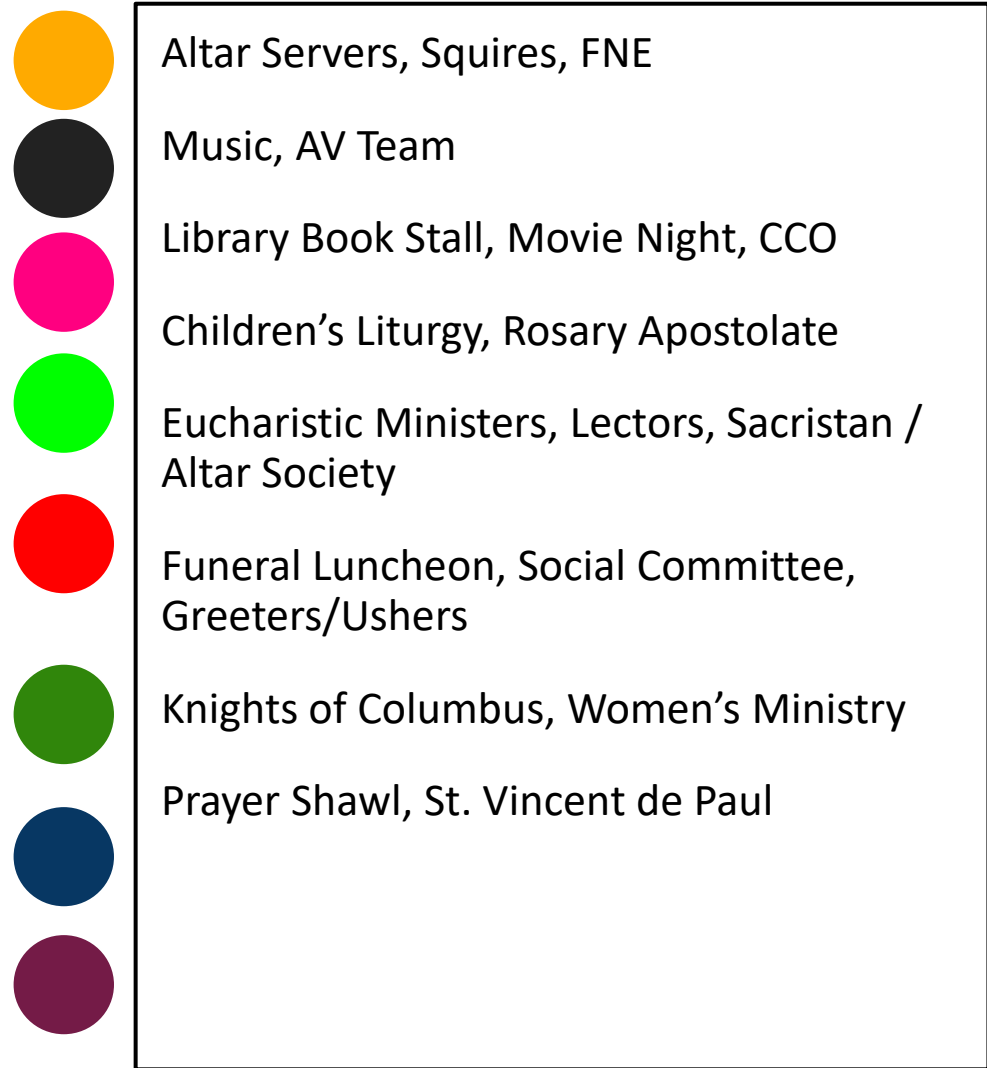 Altar Servers, Squires, FNE
Music, AV Team
Library Book Stall, Movie Night, CCO
Children’s Liturgy, Rosary Apostolate
Eucharistic Ministers, Lectors, Sacristan /
Altar Society
Funeral Luncheon, Social Committee,
Greeters/Ushers
Knights of Columbus, Women’s Ministry
Prayer Shawl, St. Vincent de Paul